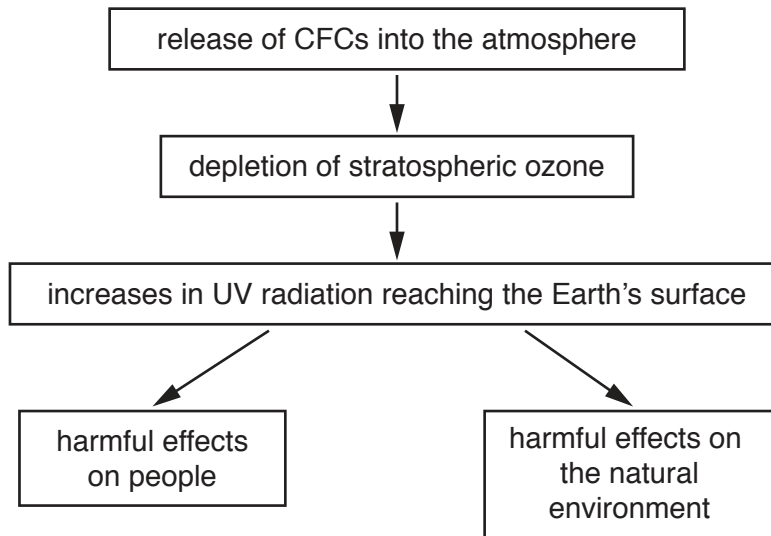 release of CFCs into the atmosphere
depletion of stratospheric ozone
increases in UV radiation reaching the Earth’s surface
harmful effects
on people
harmful effects on
the natural
environment